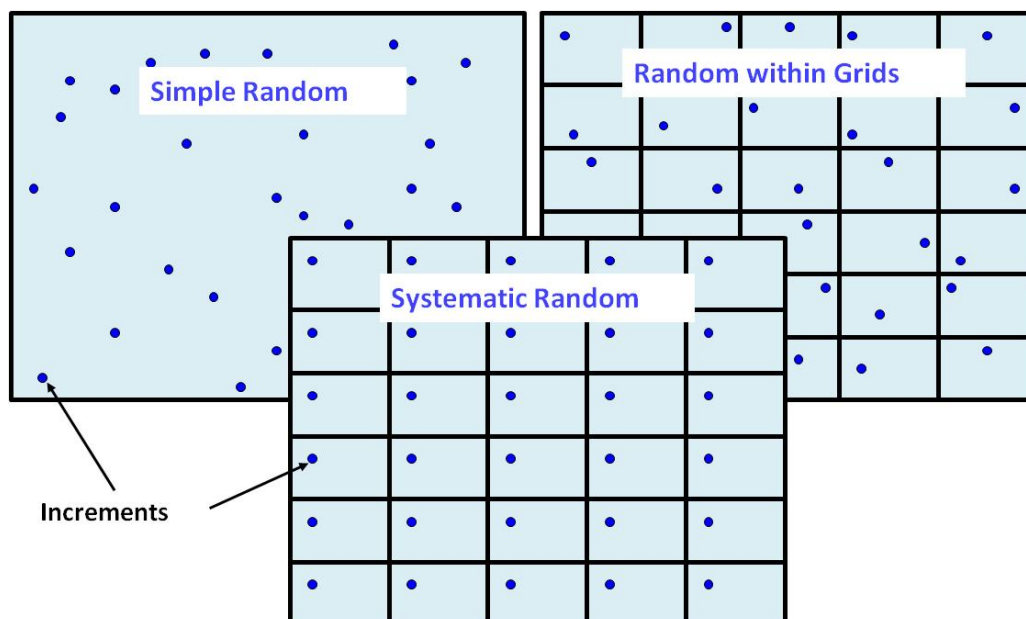 Simple Random
Random within Grids
Systematic Random
Increments